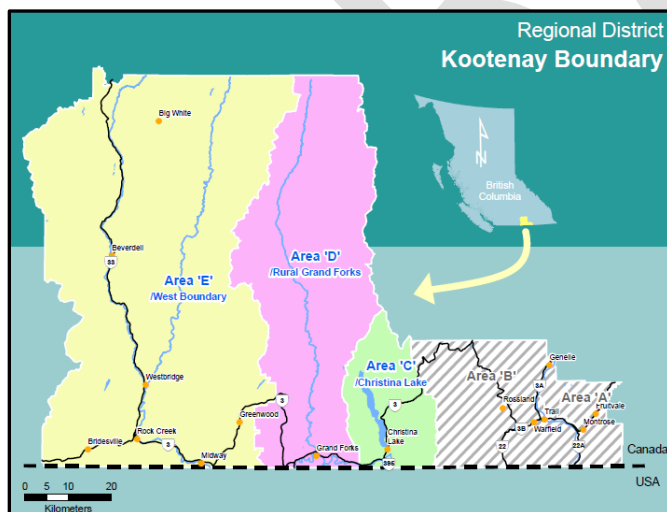 Regional District
Kootenay Boundary
Big White
British
Columbia
Beverdell
33
Area 'E'
/West Boundary
Area 'D'
/Rural Grand Forks
Area 'C'
/Christina Lake
Area 'B'
Area 'A'
Genelle
3A
Westbridge
Rossland
Fruitvale
Trail
Montrose
Greenwood
3
3
Rock Creek
Bridesville
3
Christina
Lake
Warfield
3B
22
22A
Grand Forks
Midway
395
Canada
USA
0 5 10 20
Kilometers